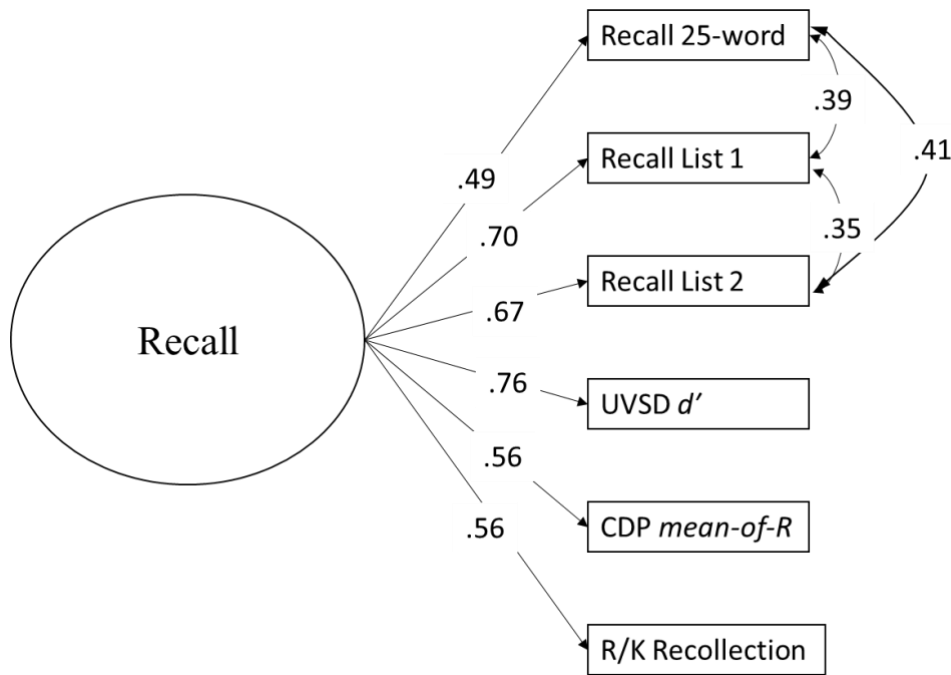 Recall 25-word
.39
Recall List 1
.41
.49
.70
.35
Recall List 2
.67
Recall
.76
UVSD d′
.56
.56
CDP mean-of-R
R/K Recollection